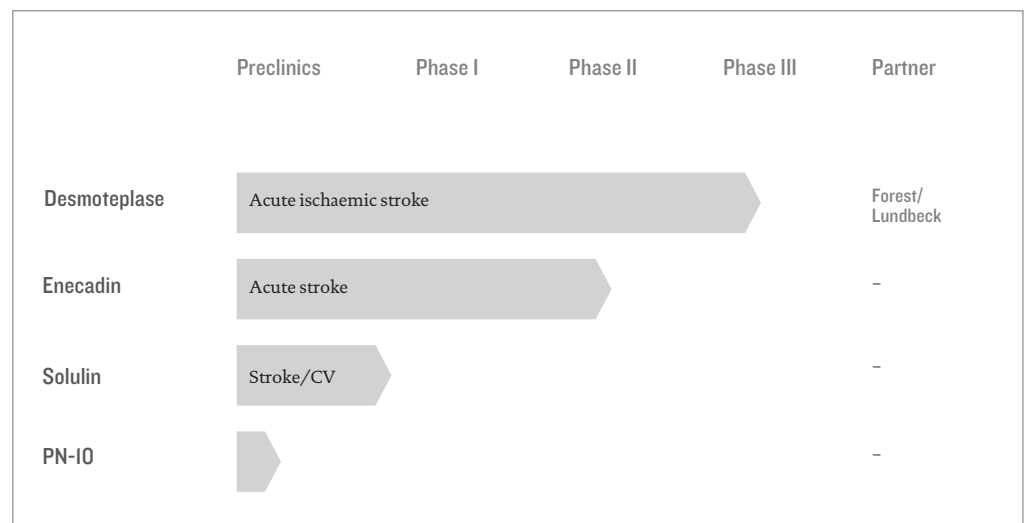 Preclinics Phase I Phase II Phase III Partner
Desmoteplase Acute ischaemic stroke Forest/
Lundbeck
Enecadin Acute stroke –
Solulin Stroke/CV –
PN-10 –